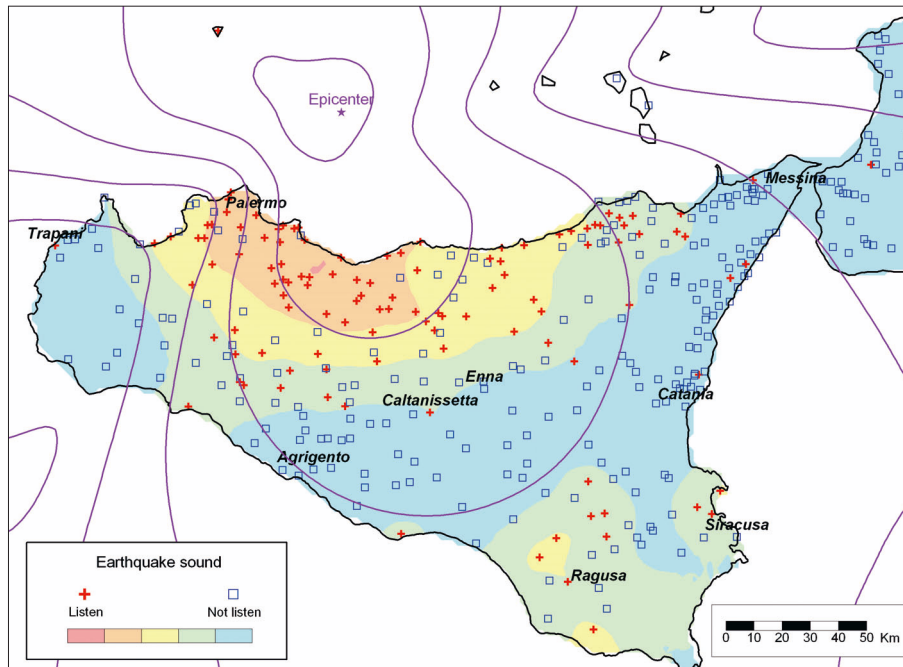 Epicenter
Messina
Palermo
Trapani
Enna
Caltanissetta
Catania
Agrigento
Siracusa
Ragusa
Earthquake sound
Listen
Not listen
0 10 20 30 40 50 Km